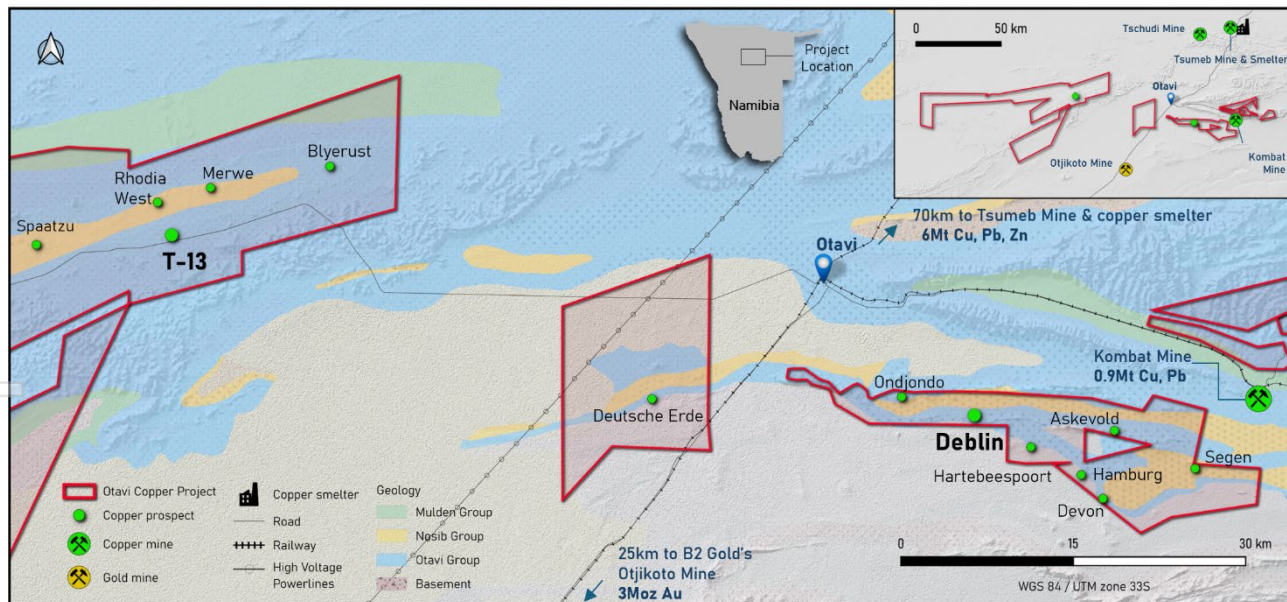 Project
Location
Namibia
0
50 km
Tschudi Mine
Tsumeb Mine & Smelter
Otavi
Otjikoto Mine
Kombat
Mine
Blyerust
Merwe
Rhodia
West
Spaatzu
T-13
70km to Tsumeb Mine & copper smelter
6Mt Cu, Pb, Zn
Otavi
Kombat Mine
0.9Mt Cu, Pb
Deutsche Erde
Ondjondo
Deblin
Askevold
Segen
Hartebeespoort
Hamburg
Devon
Otavi Copper Project
Copper prospect
Copper mine
Gold mine
Copper smelter
Road
Railway
High Voltage
Powerlines
Geology
Mulden Group
Nosib Group
Otavi Group
Basement
25km to B2 Gold's
Otjikoto Mine
3Moz Au
0
15
30 km
WGS 84 / UTM zone 33S